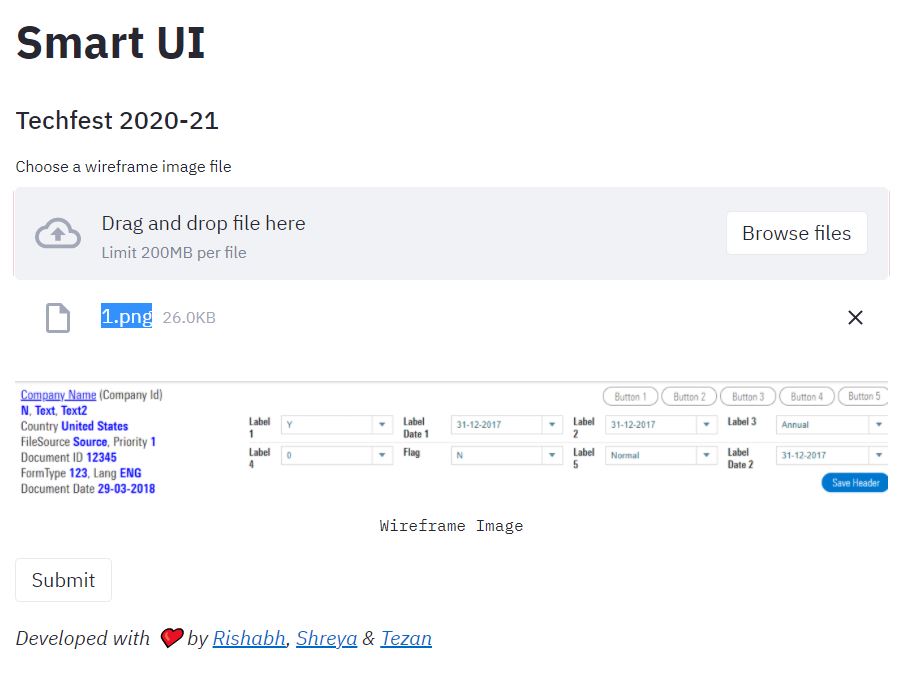 Smart UI
Techfest 2020-21
Choose a wireframe image file
Drag and drop file here
Limit 200MB per file
Browse files
1.png 26.0KB
Company Name (Company Id)
N, Text, Text2
Country United States
FileSource Source, Priority 1
Document ID 12345
FormType 123, Lang ENG
Document Date 29-03-2018
Button 1 Button 2 Button 3 Button 4 Button 5
Label 1 Y Label Date 1 31-12-2017 Label 2 31-12-2017 Label 3 Annual
Label 4 0 Flag N Label 5 Normal Label Date 2 31-12-2017
Save Header
Wireframe Image
Submit
Developed with ❤️ by Rishabh, Shreya & Tezan